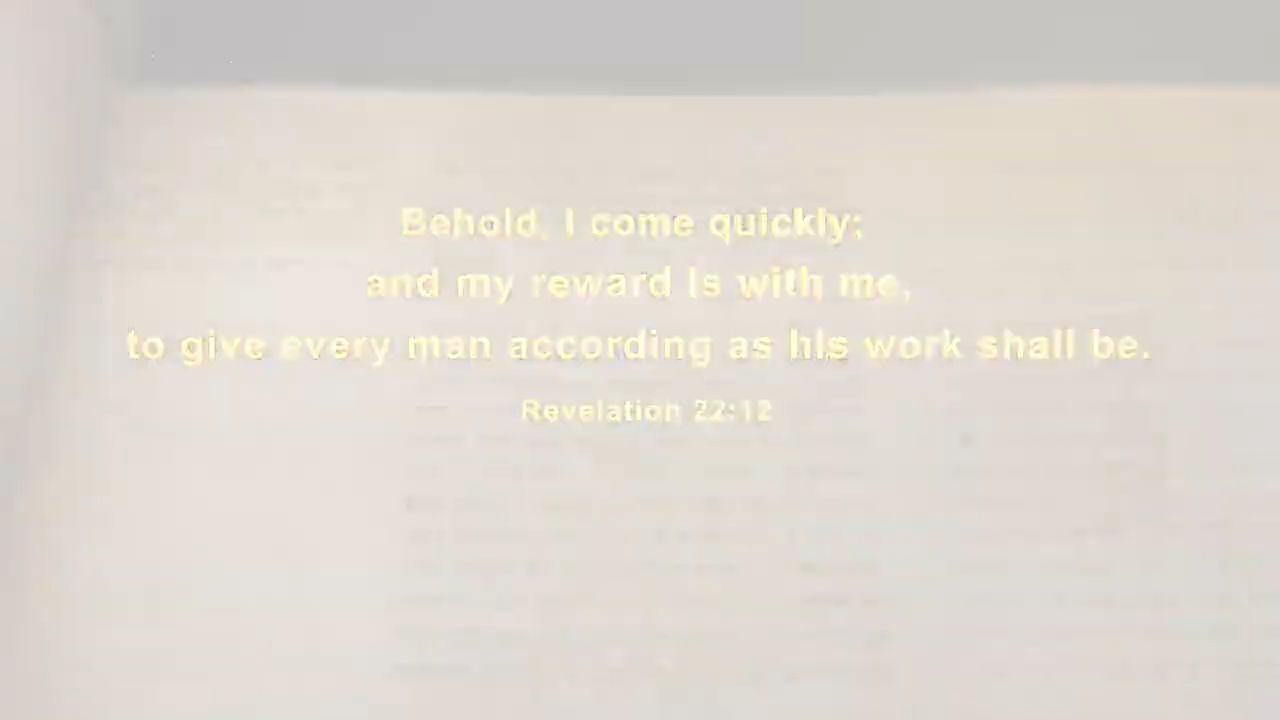 Behold, I come quickly;
and my reward is with me,
to give every man according as his work shall be.
Revelation 22:12